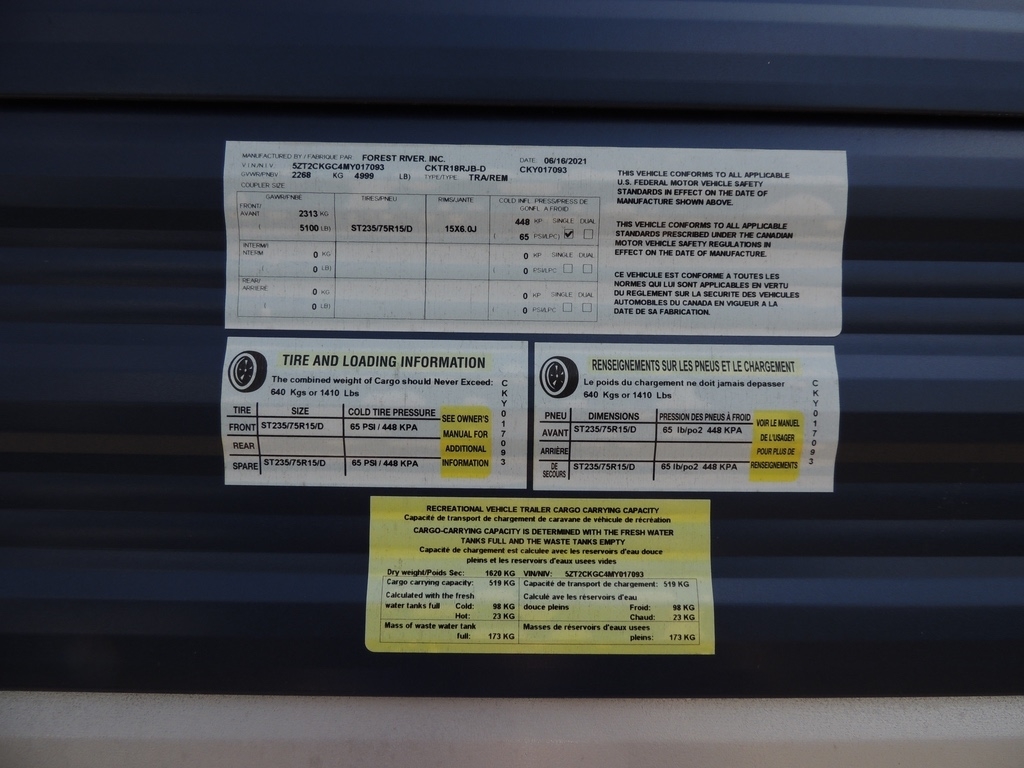 MANUFACTURED BY / FABRIQUE PAR FOREST RIVER, INC. DATE 06/16/2021
V.I.N./N.I.V. 5ZT2CKGC4MY017093 CKTR18RJB-D CKY017093
GVWR/PNBV 2268 KG 4999 LB) TYPE/TYPE TRA/REM
COUPLER SIZE
GAWR/PNBE TIRES/PNEU RIMS/JANTE COLD INFL. PRESS/PRESS DE GONFL A FROID
FRONT/ AVANT 2313 KG 448 KP SINGLE DUAL
( 5100 LB) ST235/75R15/D 15X6.0J ( 65 PSI/LPC)
INTERM/ NTERM 0 KG 0 KP SINGLE DUAL
( 0 LB) ( 0 PSI/LPC
REAR/ ARRIERE 0 KG 0 KP SINGLE DUAL
( 0 LB) ( 0 PSI/LPC
THIS VEHICLE CONFORMS TO ALL APPLICABLE
U.S. FEDERAL MOTOR VEHICLE SAFETY
STANDARDS IN EFFECT ON THE DATE OF
MANUFACTURE SHOWN ABOVE.
THIS VEHICLE CONFORMS TO ALL APPLICABLE
STANDARDS PRESCRIBED UNDER THE CANADIAN
MOTOR VEHICLE SAFETY REGULATIONS IN
EFFECT ON THE DATE OF MANUFACTURE.
CE VEHICULE EST CONFORME A TOUTES LES
NORMES QUI LUI SONT APPLICABLES EN VERTU
DU REGLEMENT SUR LA SECURITE DES VEHICULES
AUTOMOBILES DU CANADA EN VIGUEUR A LA
DATE DE SA FABRICATION.
TIRE AND LOADING INFORMATION
The combined weight of Cargo should Never Exceed:
640 Kgs or 1410 Lbs
TIRE SIZE COLD TIRE PRESSURE
FRONT ST235/75R15/D 65 PSI / 448 KPA
REAR
SPARE ST235/75R15/D 65 PSI / 448 KPA
SEE OWNER'S
MANUAL FOR
ADDITIONAL
INFORMATION
CKY017093
RENSEIGNEMENTS SUR LES PNEUS ET LE CHARGEMENT
Le poids du chargement ne doit jamais depasser
640 Kgs or 1410 Lbs
PNEU DIMENSIONS PRESSION DES PNEUS À FROID
AVANT ST235/75R15/D 65 lb/po2 448 KPA
ARRIÈRE
DE SECOURS ST235/75R15/D 65 lb/po2 448 KPA
VOIR LE MANUEL
DE L'USAGER
POUR PLUS DE
RENSEIGNEMENTS
CKY017093
RECREATIONAL VEHICLE TRAILER CARGO CARRYING CAPACITY
Capacité de transport de chargement de caravane de véhicule de récréation
CARGO-CARRYING CAPACITY IS DETERMINED WITH THE FRESH WATER
TANKS FULL AND THE WASTE TANKS EMPTY
Capacité de chargement est calculee avec les reservoirs d'eau douce
pleins et les reservoirs d'eaux usees vides
Dry weight/Poids Sec: 1620 KG VIN/NIV: 5ZT2CKGC4MY017093
Cargo carrying capacity: 519 KG Capacité de transport de chargement: 519 KG
Calculated with the fresh Calculé ave les réservoirs d'eau
water tanks full Cold: 98 KG douce pleins Froid: 98 KG
Hot: 23 KG Chaud: 23 KG
Mass of waste water tank Masses de réservoirs d'eaux usees
full: 173 KG pleins: 173 KG